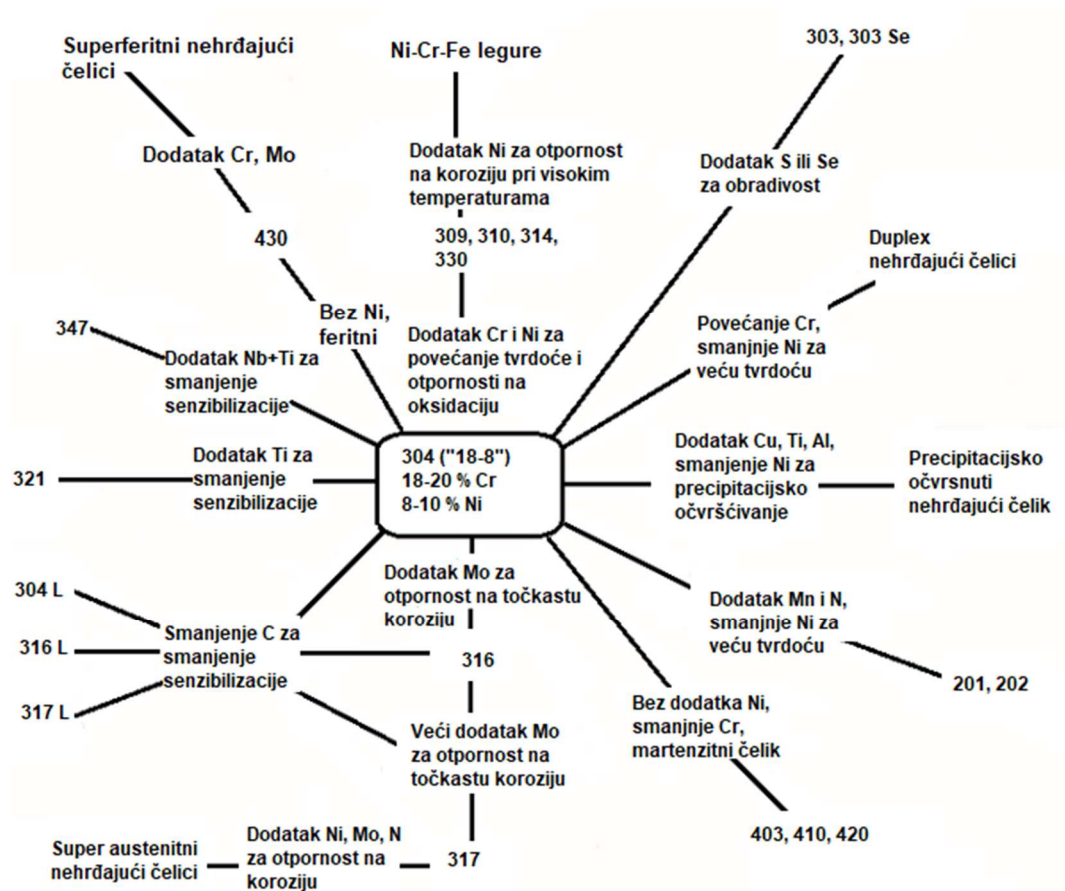 Superferitni nehrđajući
čelici
Ni-Cr-Fe legure
303, 303 Se
Dodatak Cr, Mo
Dodatak Ni za otpornost
na koroziju pri visokim
temperaturama
Dodatak S ili Se
za obradivost
430
309, 310, 314,
330
Duplex
nehrđajući čelici
347
Bez Ni,
feritni
Dodatak Cr i Ni za
povećanje tvrdoće i
otpornosti na
oksidaciju
Povećanje Cr,
smanjnje Ni za
veću tvrdoću
Dodatak Nb+Ti za
smanjenje
senzibilizacije
321
Dodatak Ti za
smanjenje
senzibilizacije
304 ("18-8")
18-20 % Cr
8-10 % Ni
Dodatak Cu, Ti, Al,
smanjenje Ni za
precipitacijsko
očvršćivanje
Precipitacijsko
očvrsnuti
nehrđajući čelik
304 L
316 L
317 L
Smanjenje C za
smanjenje
senzibilizacije
Dodatak Mo za
otpornost na točkastu
koroziju
316
Dodatak Mn i N,
smanjnje Ni za
veću tvrdoću
201, 202
Veći dodatak Mo
za otpornost na
točkastu koroziju
Bez dodatka Ni,
smanjnje Cr,
martenzitni čelik
403, 410, 420
Super austenitni
nehrđajući čelici
Dodatak Ni, Mo, N
za otpornost na
koroziju
317